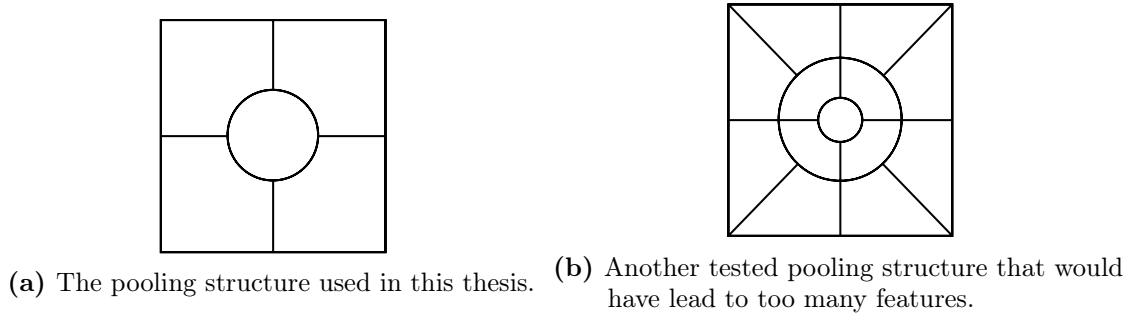 (a) The pooling structure used in this thesis.
(b) Another tested pooling structure that would
have lead to too many features.